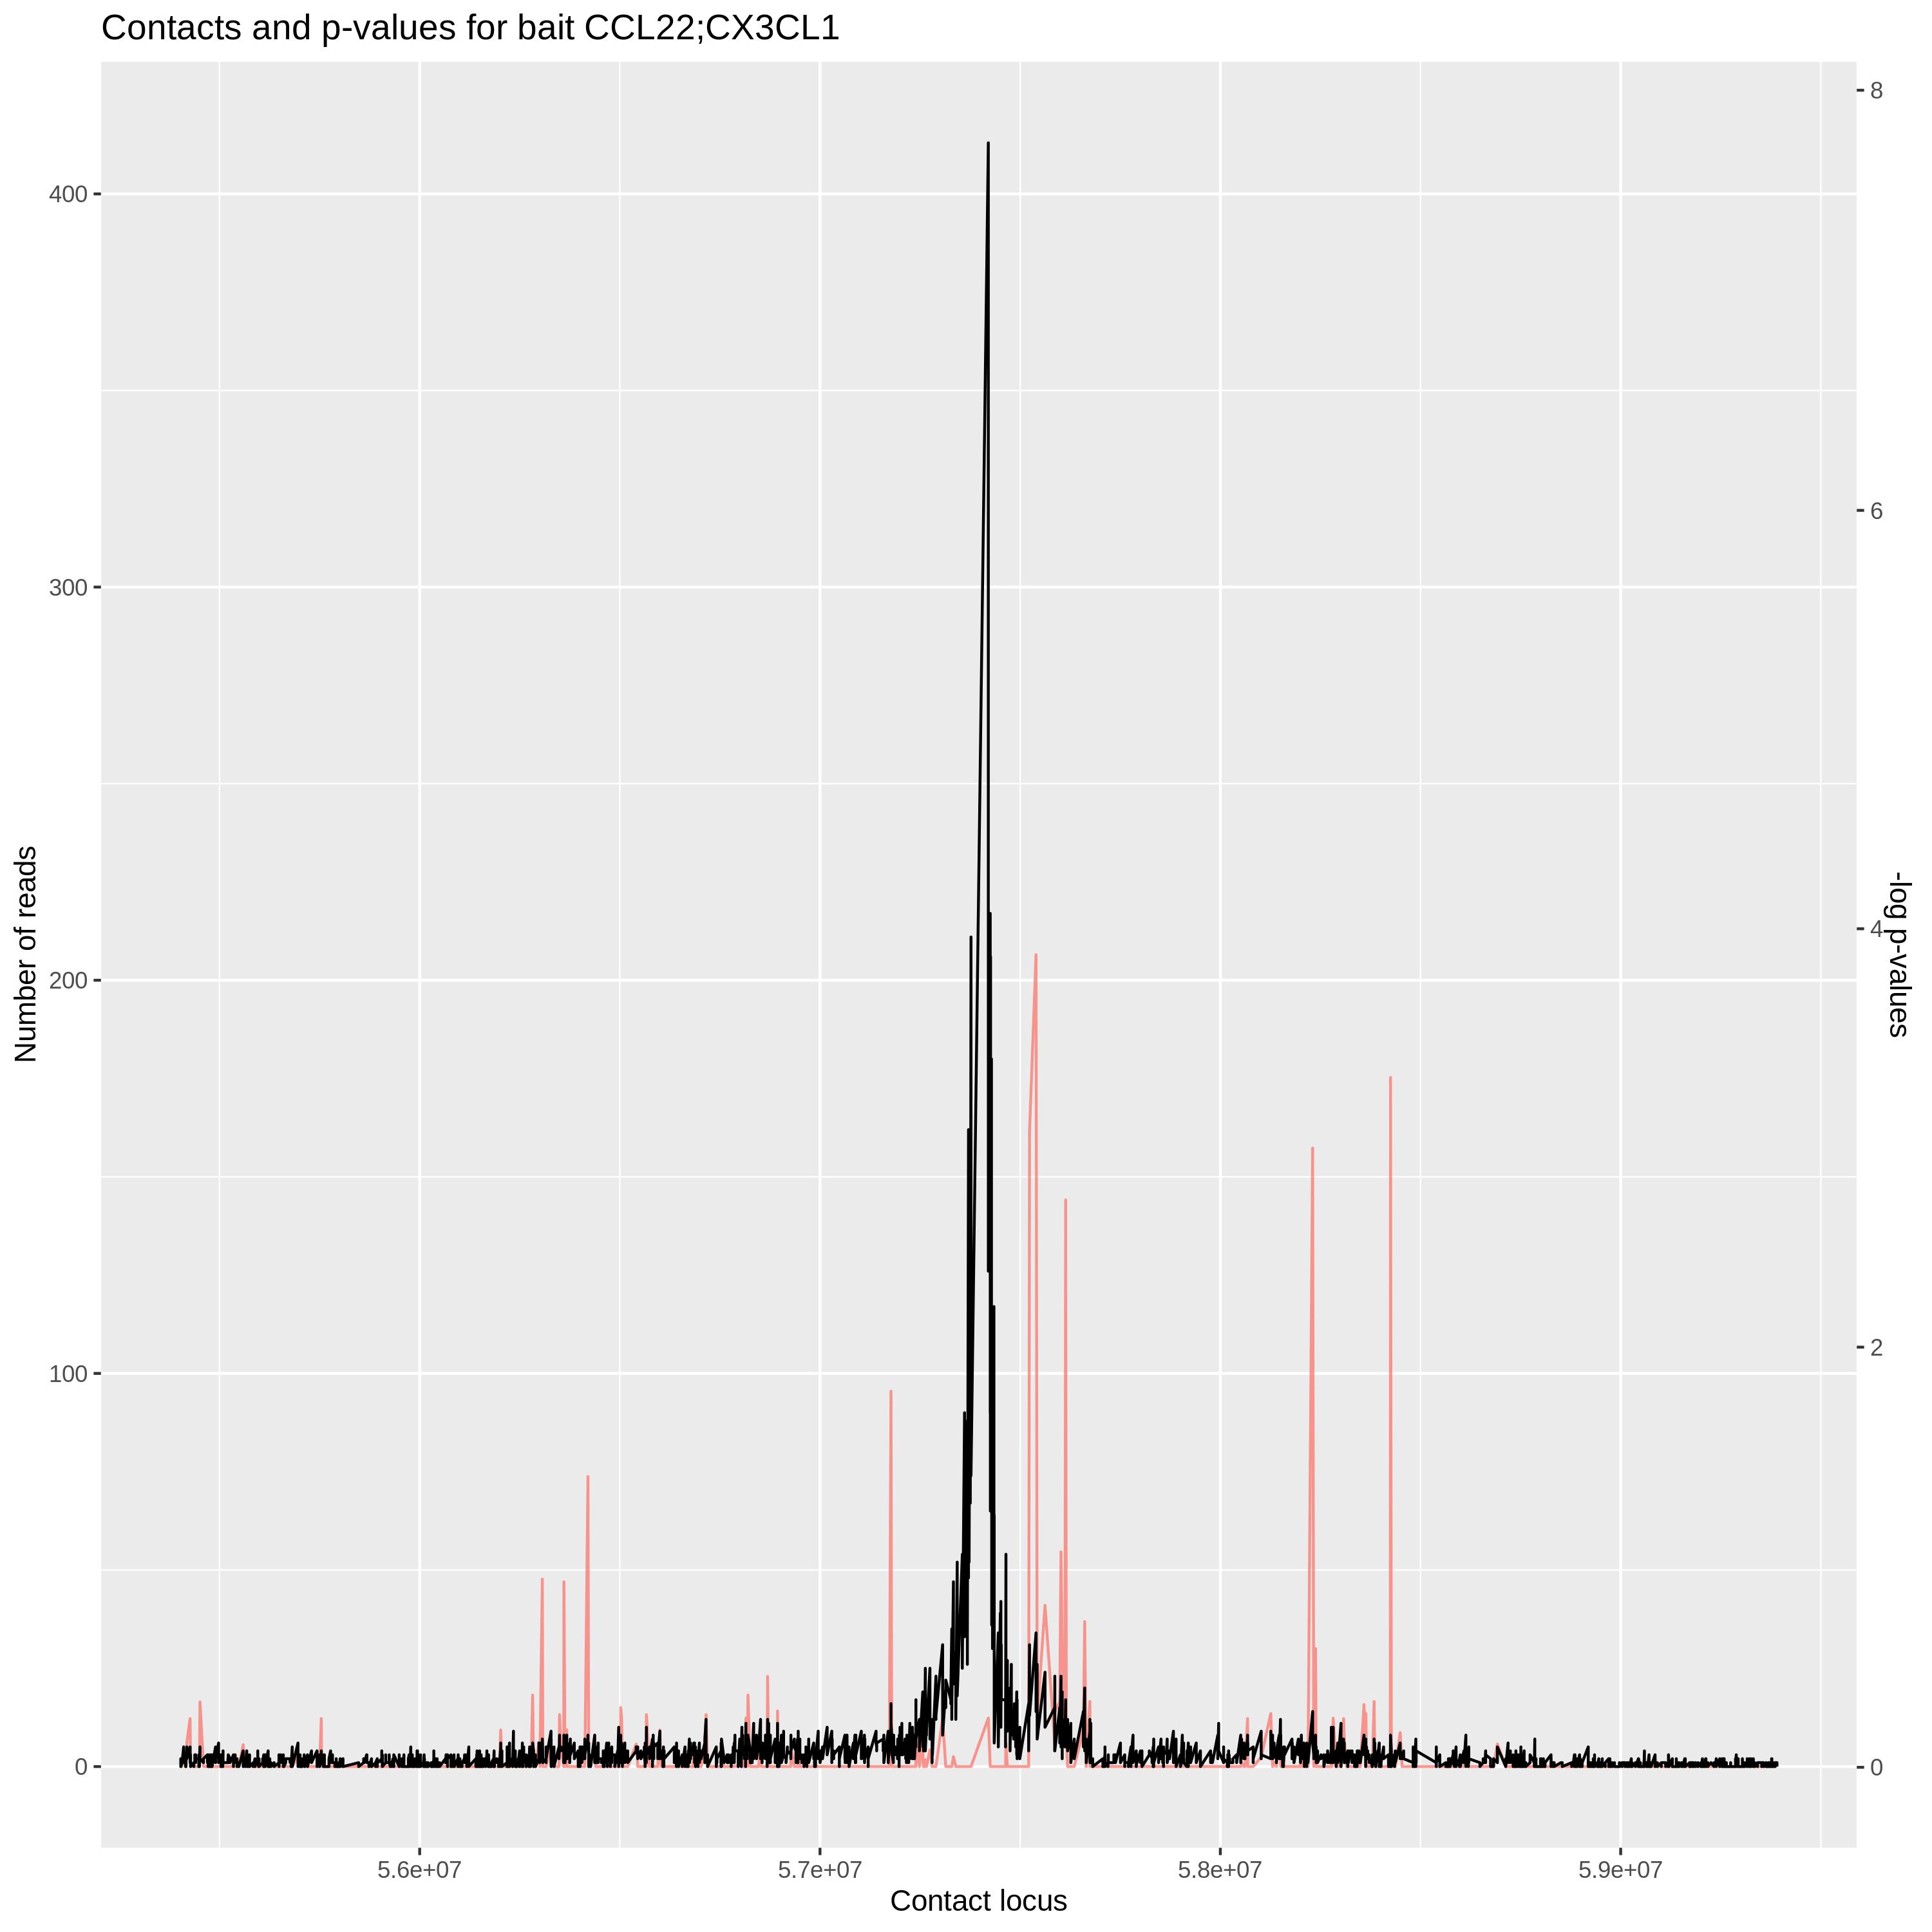 Contacts and p-values for bait CCL22;CX3CL1
Number of reads
400
300
200
100
0
8
6
4
2
0
-log p-values
5.6e+07
5.7e+07
5.8e+07
5.9e+07
Contact locus